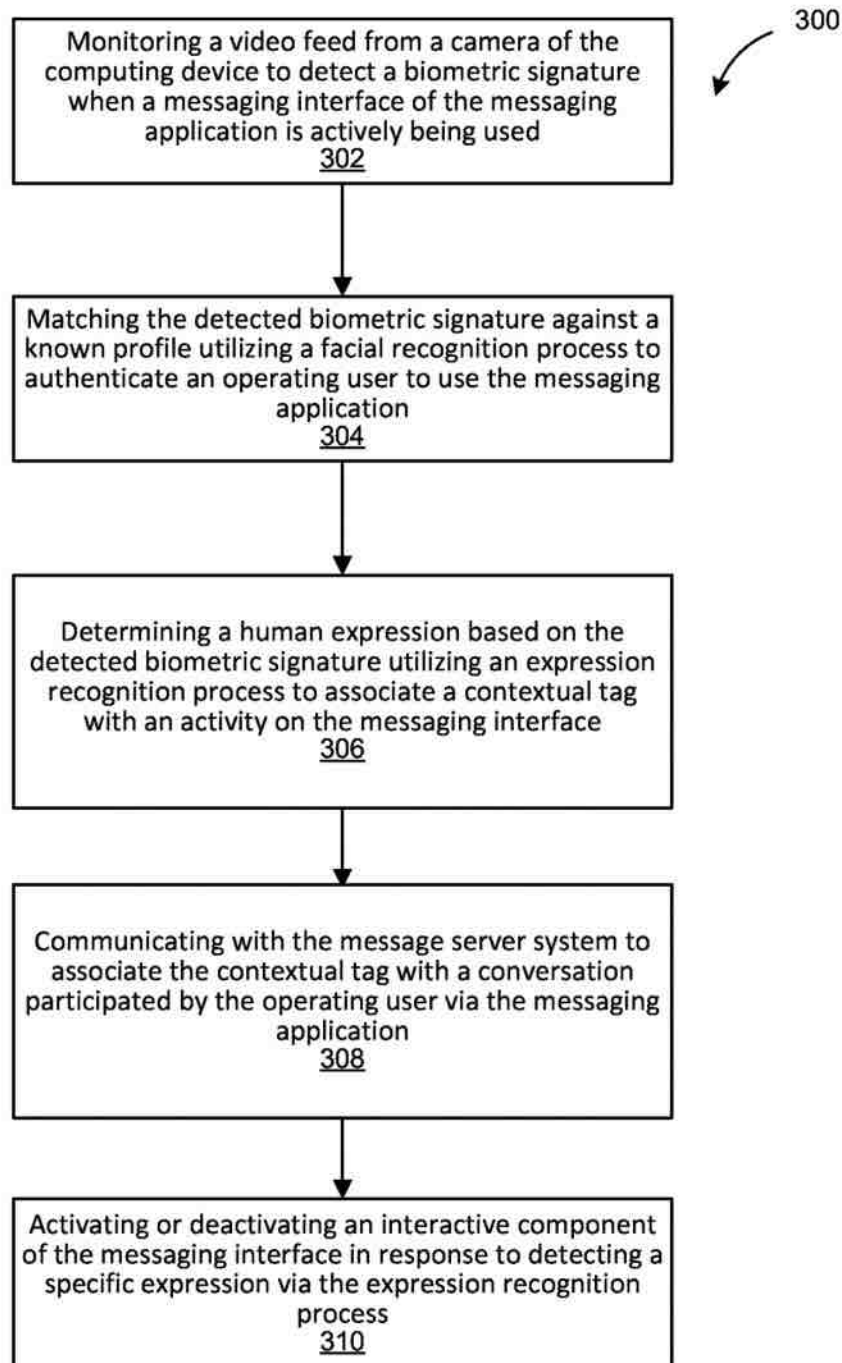 300
Monitoring a video feed from a camera of the
computing device to detect a biometric signature
when a messaging interface of the messaging
application is actively being used
302
Matching the detected biometric signature against a
known profile utilizing a facial recognition process to
authenticate an operating user to use the messaging
application
304
Determining a human expression based on the
detected biometric signature utilizing an expression
recognition process to associate a contextual tag
with an activity on the messaging interface
306
Communicating with the message server system to
associate the contextual tag with a conversation
participated by the operating user via the messaging
application
308
Activating or deactivating an interactive component
of the messaging interface in response to detecting a
specific expression via the expression recognition
process
310